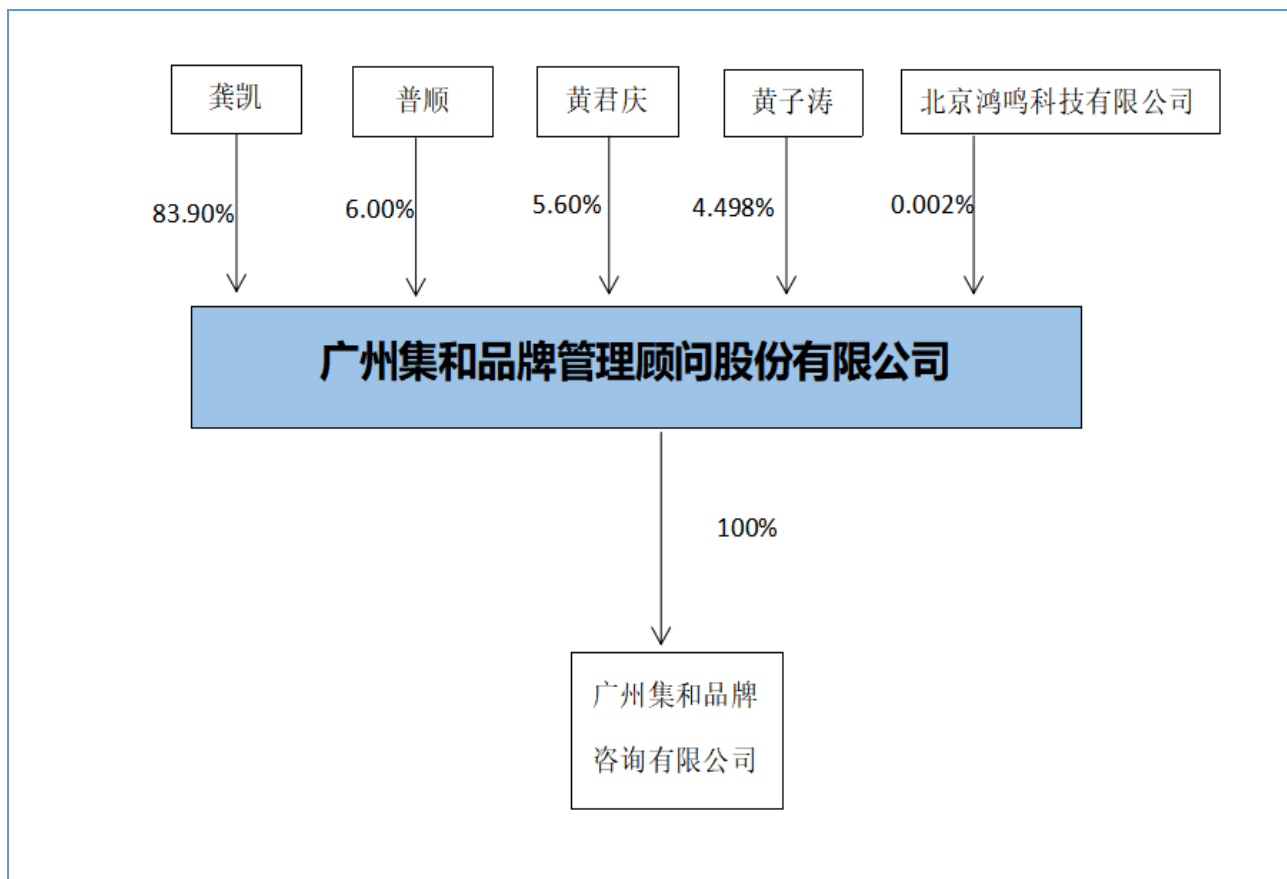 龚凯
普顺
黄君庆
黄子涛
北京鸿鸣科技有限公司
83.90%
6.00%
5.60%
4.498%
0.002%
广州集和品牌管理顾问股份有限公司
100%
广州集和品牌
咨询有限公司